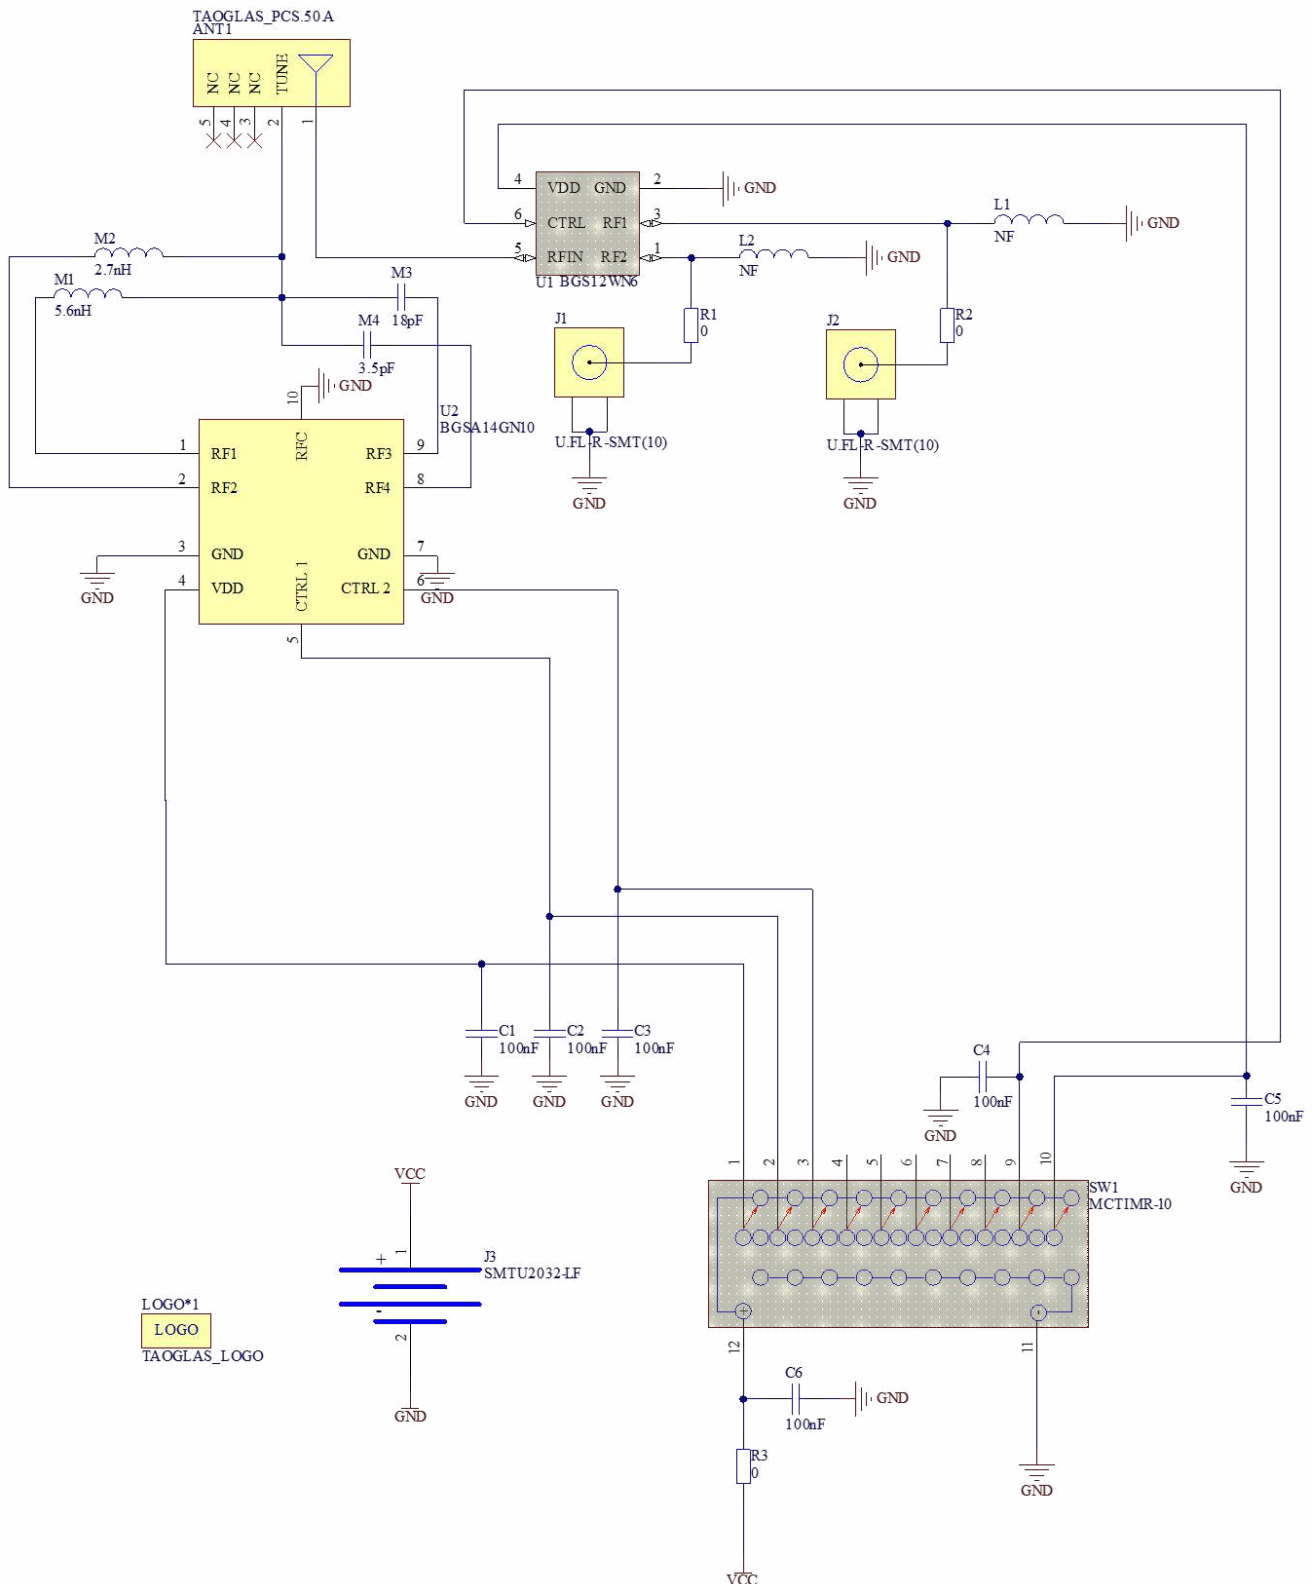 TAOGLAS_PCS.50 A
ANT1
NC
NC
NC
TUNE
5
4
3
2
1
4
VDD
GND
2
GND
6
CTRL
RF1
3
L1
NF
GND
5
RFIN
RF2
1
L2
NF
GND
U1 BGS12WN6
M2
2.7nH
M1
5.6nH
M3
18pF
M4
3.5pF
J1
R1
0
J2
R2
0
U.FL-R-SMT(10)
GND
U.FL-R-SMT(10)
GND
10
GND
U2
BGSA14GN10
1
RF1
RFC
RF3
9
2
RF2
RF4
8
3
GND
GND
7
GND
4
VDD
CTRL 1
CTRL 2
6
GND
5
C1
100nF
GND
C2
100nF
GND
C3
100nF
GND
C4
100nF
GND
C5
100nF
GND
1
2
3
4
5
6
7
8
9
10
SW1
MCTIMR-10
+
12
11
VCC
1
+
J3
SMTU2032-LF
-
2
GND
LOGO*1
LOGO
TAOGLAS_LOGO
C6
100nF
GND
R3
0
GND
VCC